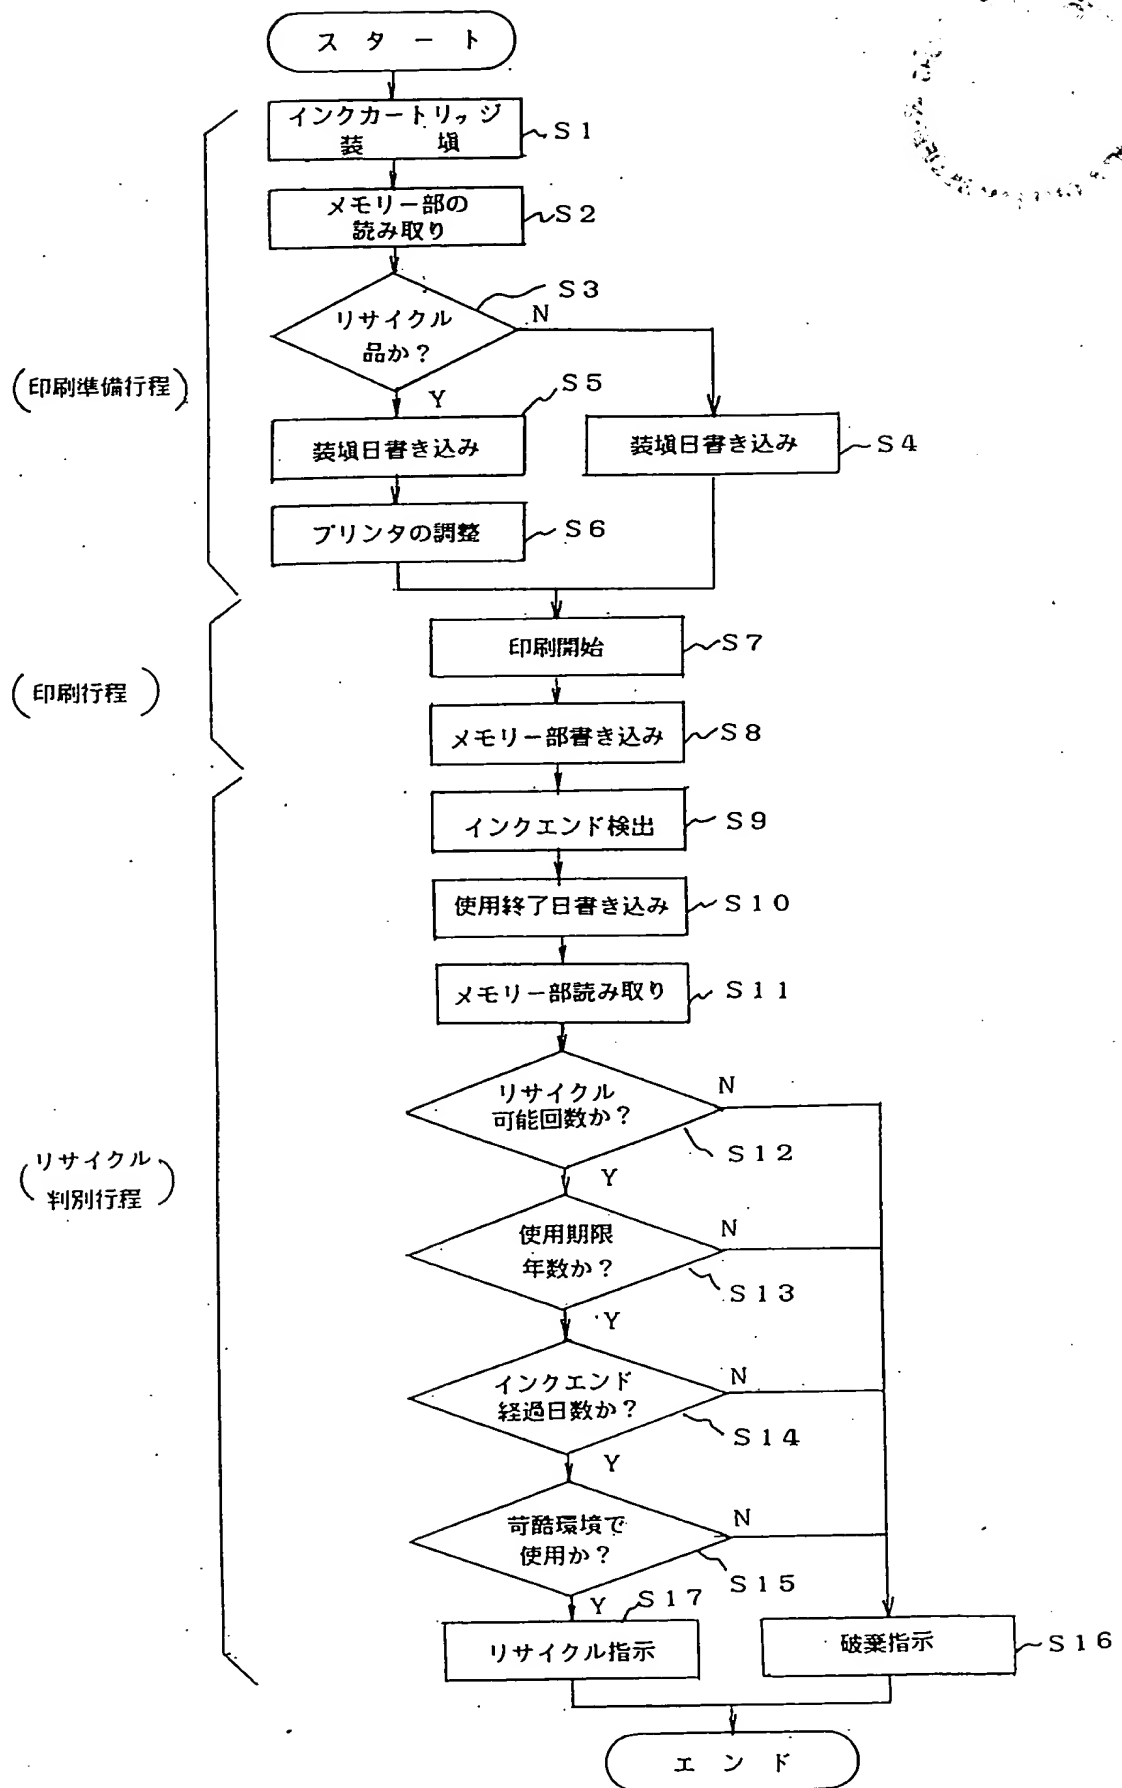 スタート
インクカートリッジ
装填
S1
メモリー部の
読み取り
S2
S3
リサイクル
品か?
N
Y
(印刷準備行程)
S5
装填日書き込み
装填日書き込み
S4
プリンタの調整
S6
印刷開始
S7
(印刷行程)
メモリー部書き込み
S8
インクエンド検出
S9
使用終了日書き込み
S10
メモリー部読み取り
S11
リサイクル
可能回数か?
N
S12
Y
(リサイクル
判別行程)
使用期限
年数か?
N
S13
Y
インクエンド
経過日数か?
N
S14
Y
苛酷環境で
使用か?
N
S15
Y
S17
リサイクル指示
破棄指示
S16
エンド